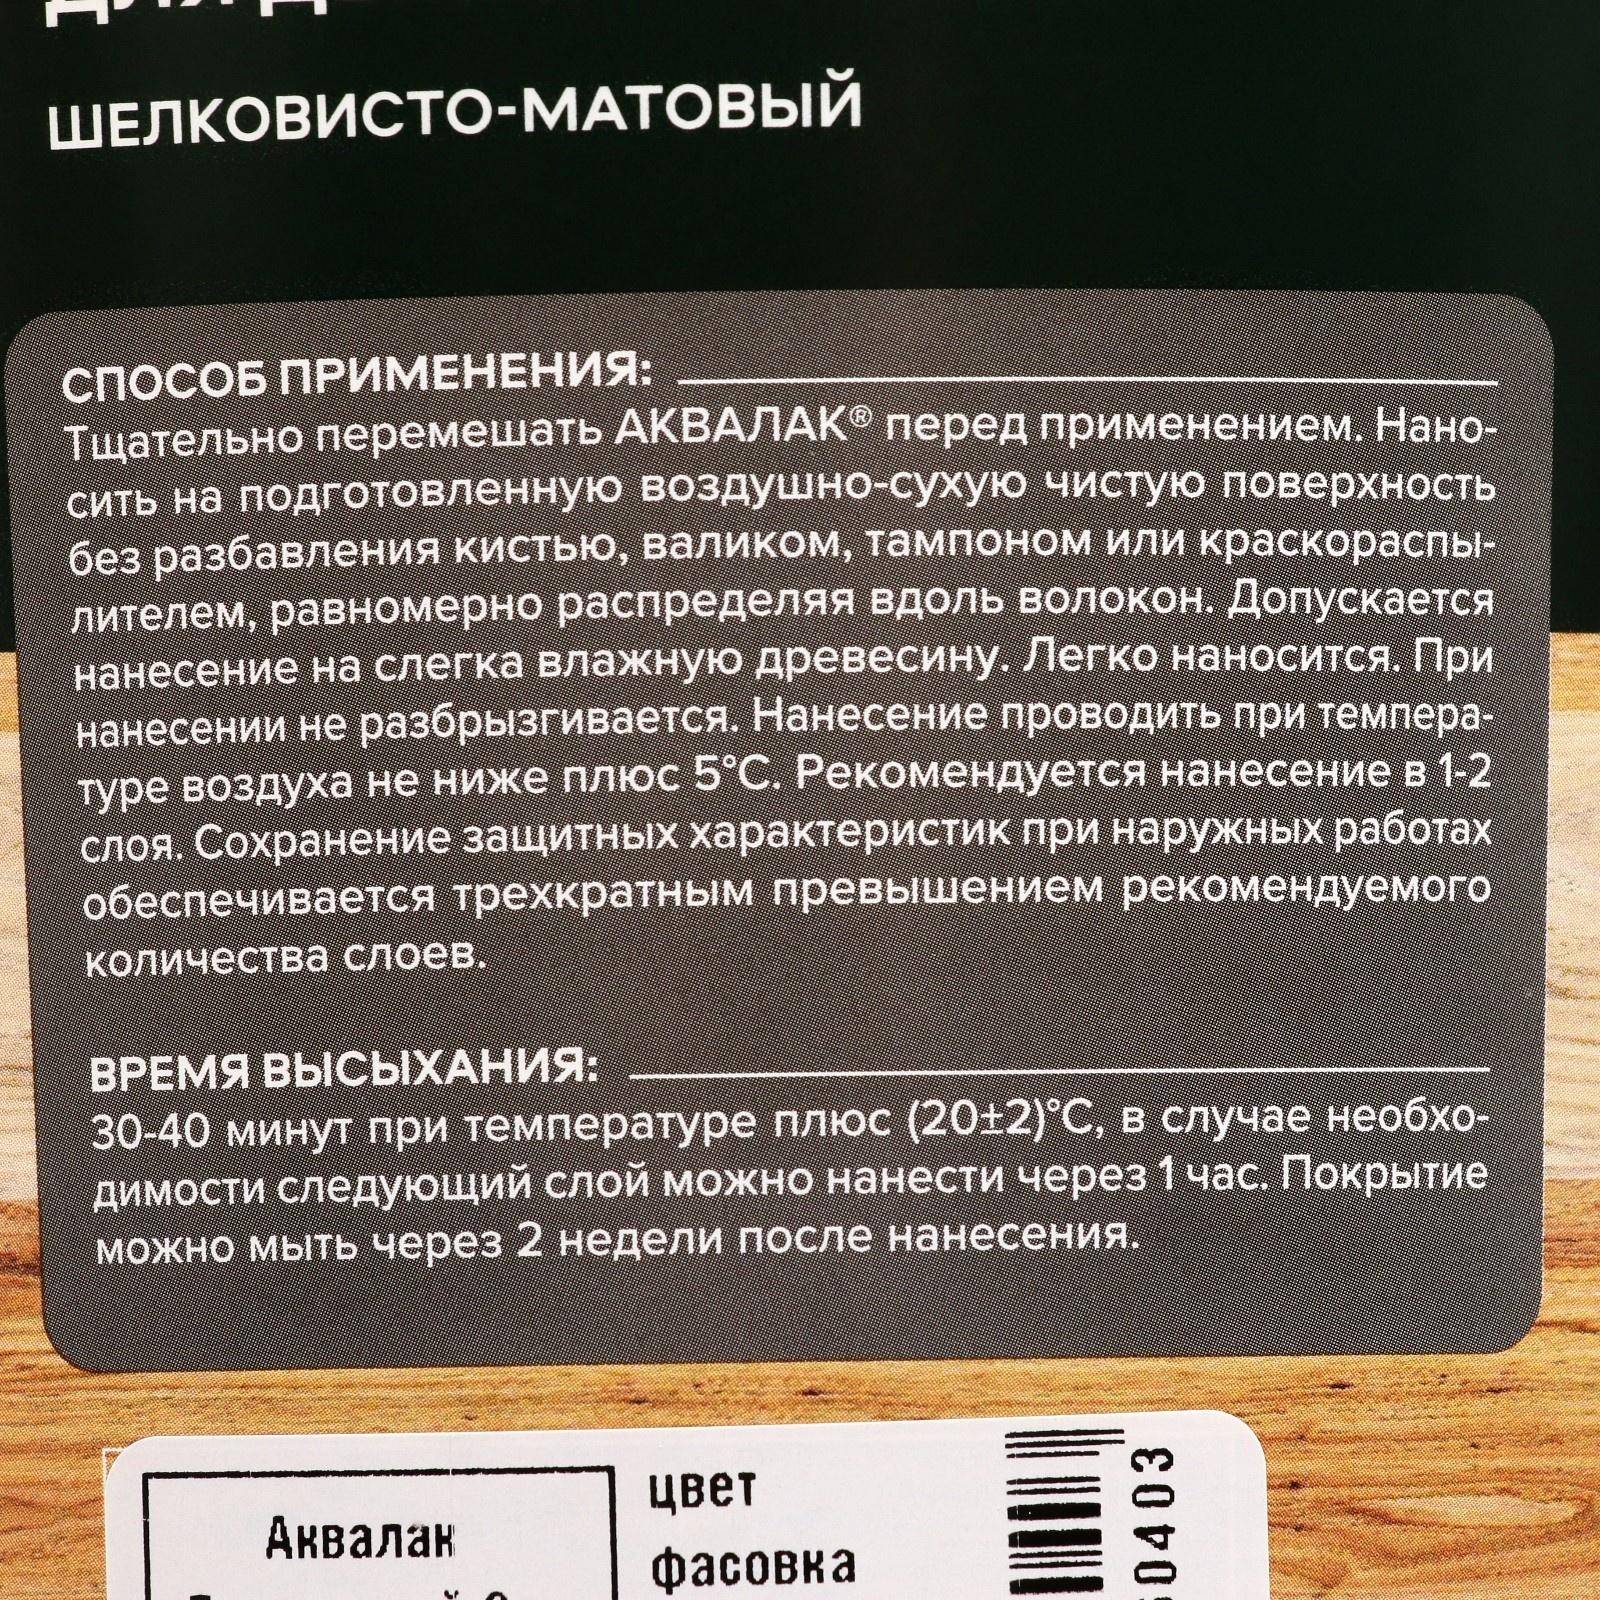 ШЕЛКОВИСТО-МАТОВЫЙ
СПОСОБ ПРИМЕНЕНИЯ:
Тщательно перемешать АКВАЛАК® перед применением. Нано-
сить на подготовленную воздушно-сухую чистую поверхность
без разбавления кистью, валиком, тампоном или краскораспы-
лителем, равномерно распределяя вдоль волокон. Допускается
нанесение на слегка влажную древесину. Легко наносится. При
нанесении не разбрызгивается. Нанесение проводить при темпера-
туре воздуха не ниже плюс 5°С. Рекомендуется нанесение в 1-2
слоя. Сохранение защитных характеристик при наружных работах
обеспечивается трехкратным превышением рекомендуемого
количества слоев.
ВРЕМЯ ВЫСЫХАНИЯ:
30-40 минут при температуре плюс (20±2)°С, в случае необхо-
димости следующий слой можно нанести через 1 час. Покрытие
можно мыть через 2 недели после нанесения.
Аквалак
цвет
фасовка
0403